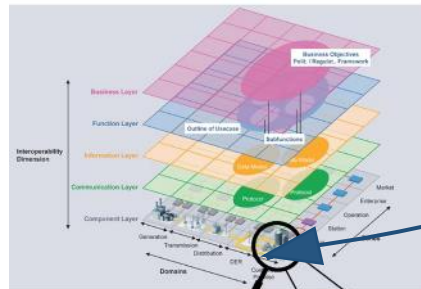 Business Objectives
Polit. / Regulat.. Framework
Business Layer
Function Layer
Outline of Usecase
Subfunctions
Interoperability
Dimension
Information Layer
Data Model
Data Model
Communication Layer
Protocol
Protocol
Component Layer
Market
Enterprise
Operation
Station
Generation
Transmission
Distribution
DER
Domains